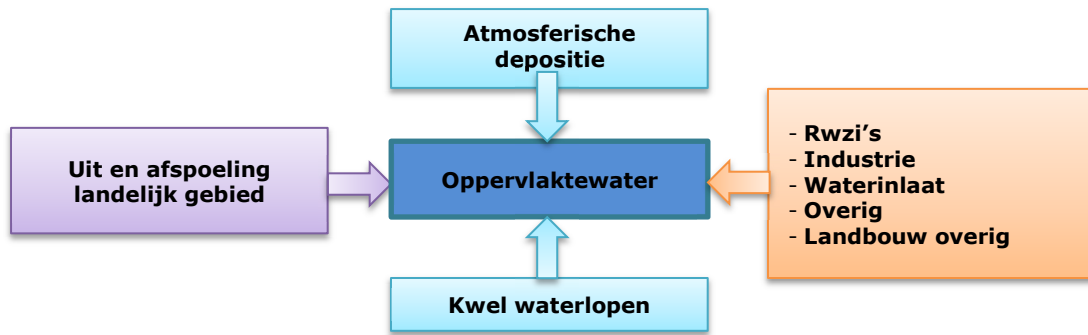 Atmosferische
depositie
Uit en afspoeling
landelijk gebied
Oppervlaktewater
- Rwzi's
- Industrie
- Waterinlaat
- Overig
- Landbouw overig
Kwel waterlopen